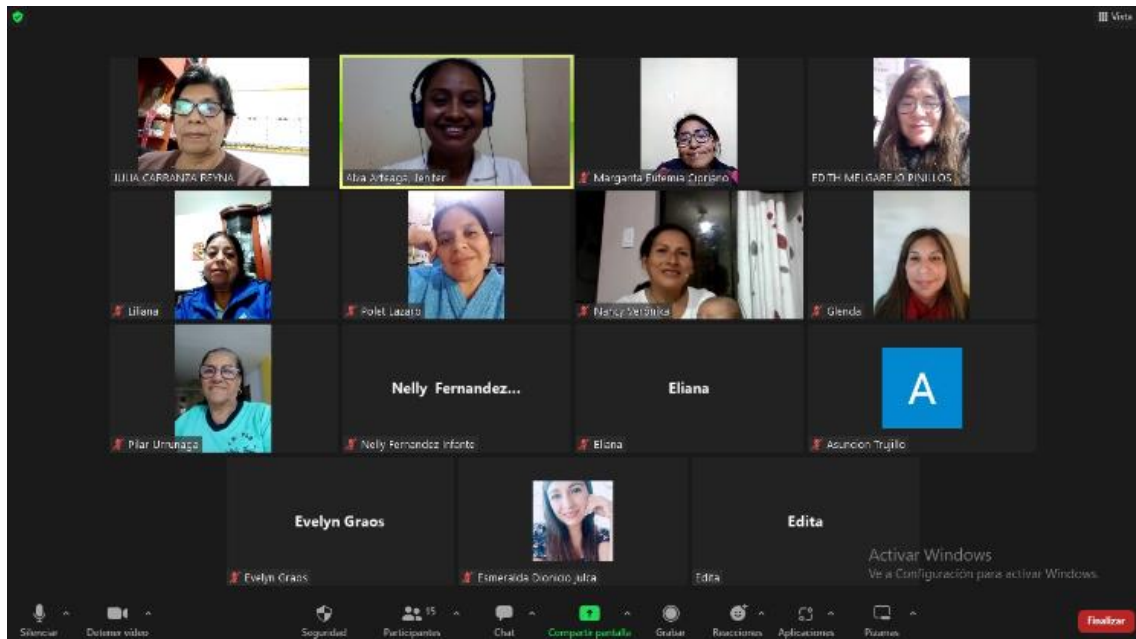 Vista
JULIA CARRANZA REYNA
Alva Arteaga, Jenifer
Margarita Eufemia Cipriano
EDITH MELGAREJO PINILLOS
Liliana
Polet Lazaro
Nancy Veronika
Glenda
Nelly Fernandez...
Eliana
A
Pilar Urrunaga
Nelly Fernandez Infante
Eliana
Asuncion Trujillo
Evelyn Graos
Edita
Evelyn Graos
Esmeralda Dionicio Julca
Edita
Activar Windows
Ve a Configuración para activar Windows.
15
Silenciar
Detener video
Seguridad
Participantes
Chat
Compartir pantalla
Grabar
Reacciones
Aplicaciones
Pizarras
Finalizar